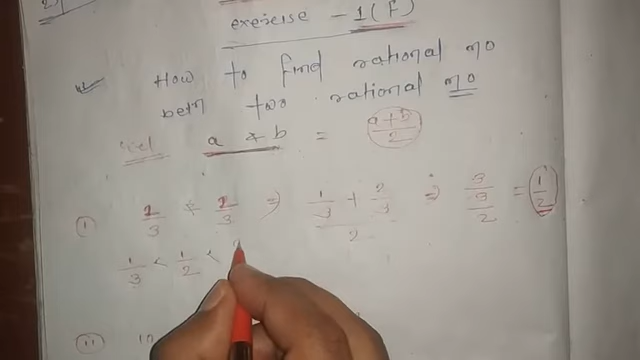 exercise - 1(F)
How to find rational no
betn two rational no
a & b = a+b/2
(i) 1/3 & 2/3 ⇒ 1/3 + 2/3 / 2 ⇒ 3/3 / 2 = 1/2
1/3 < 1/2 <
(ii) 10